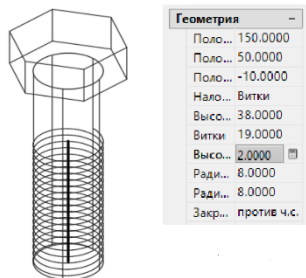 Геометрия –
Поло... 150.0000
Поло... 50.0000
Поло... -10.0000
Нало... Витки
Высо... 38.0000
Витки 19.0000
Высо... 2.0000
Ради... 8.0000
Ради... 8.0000
Закр... против ч.с.